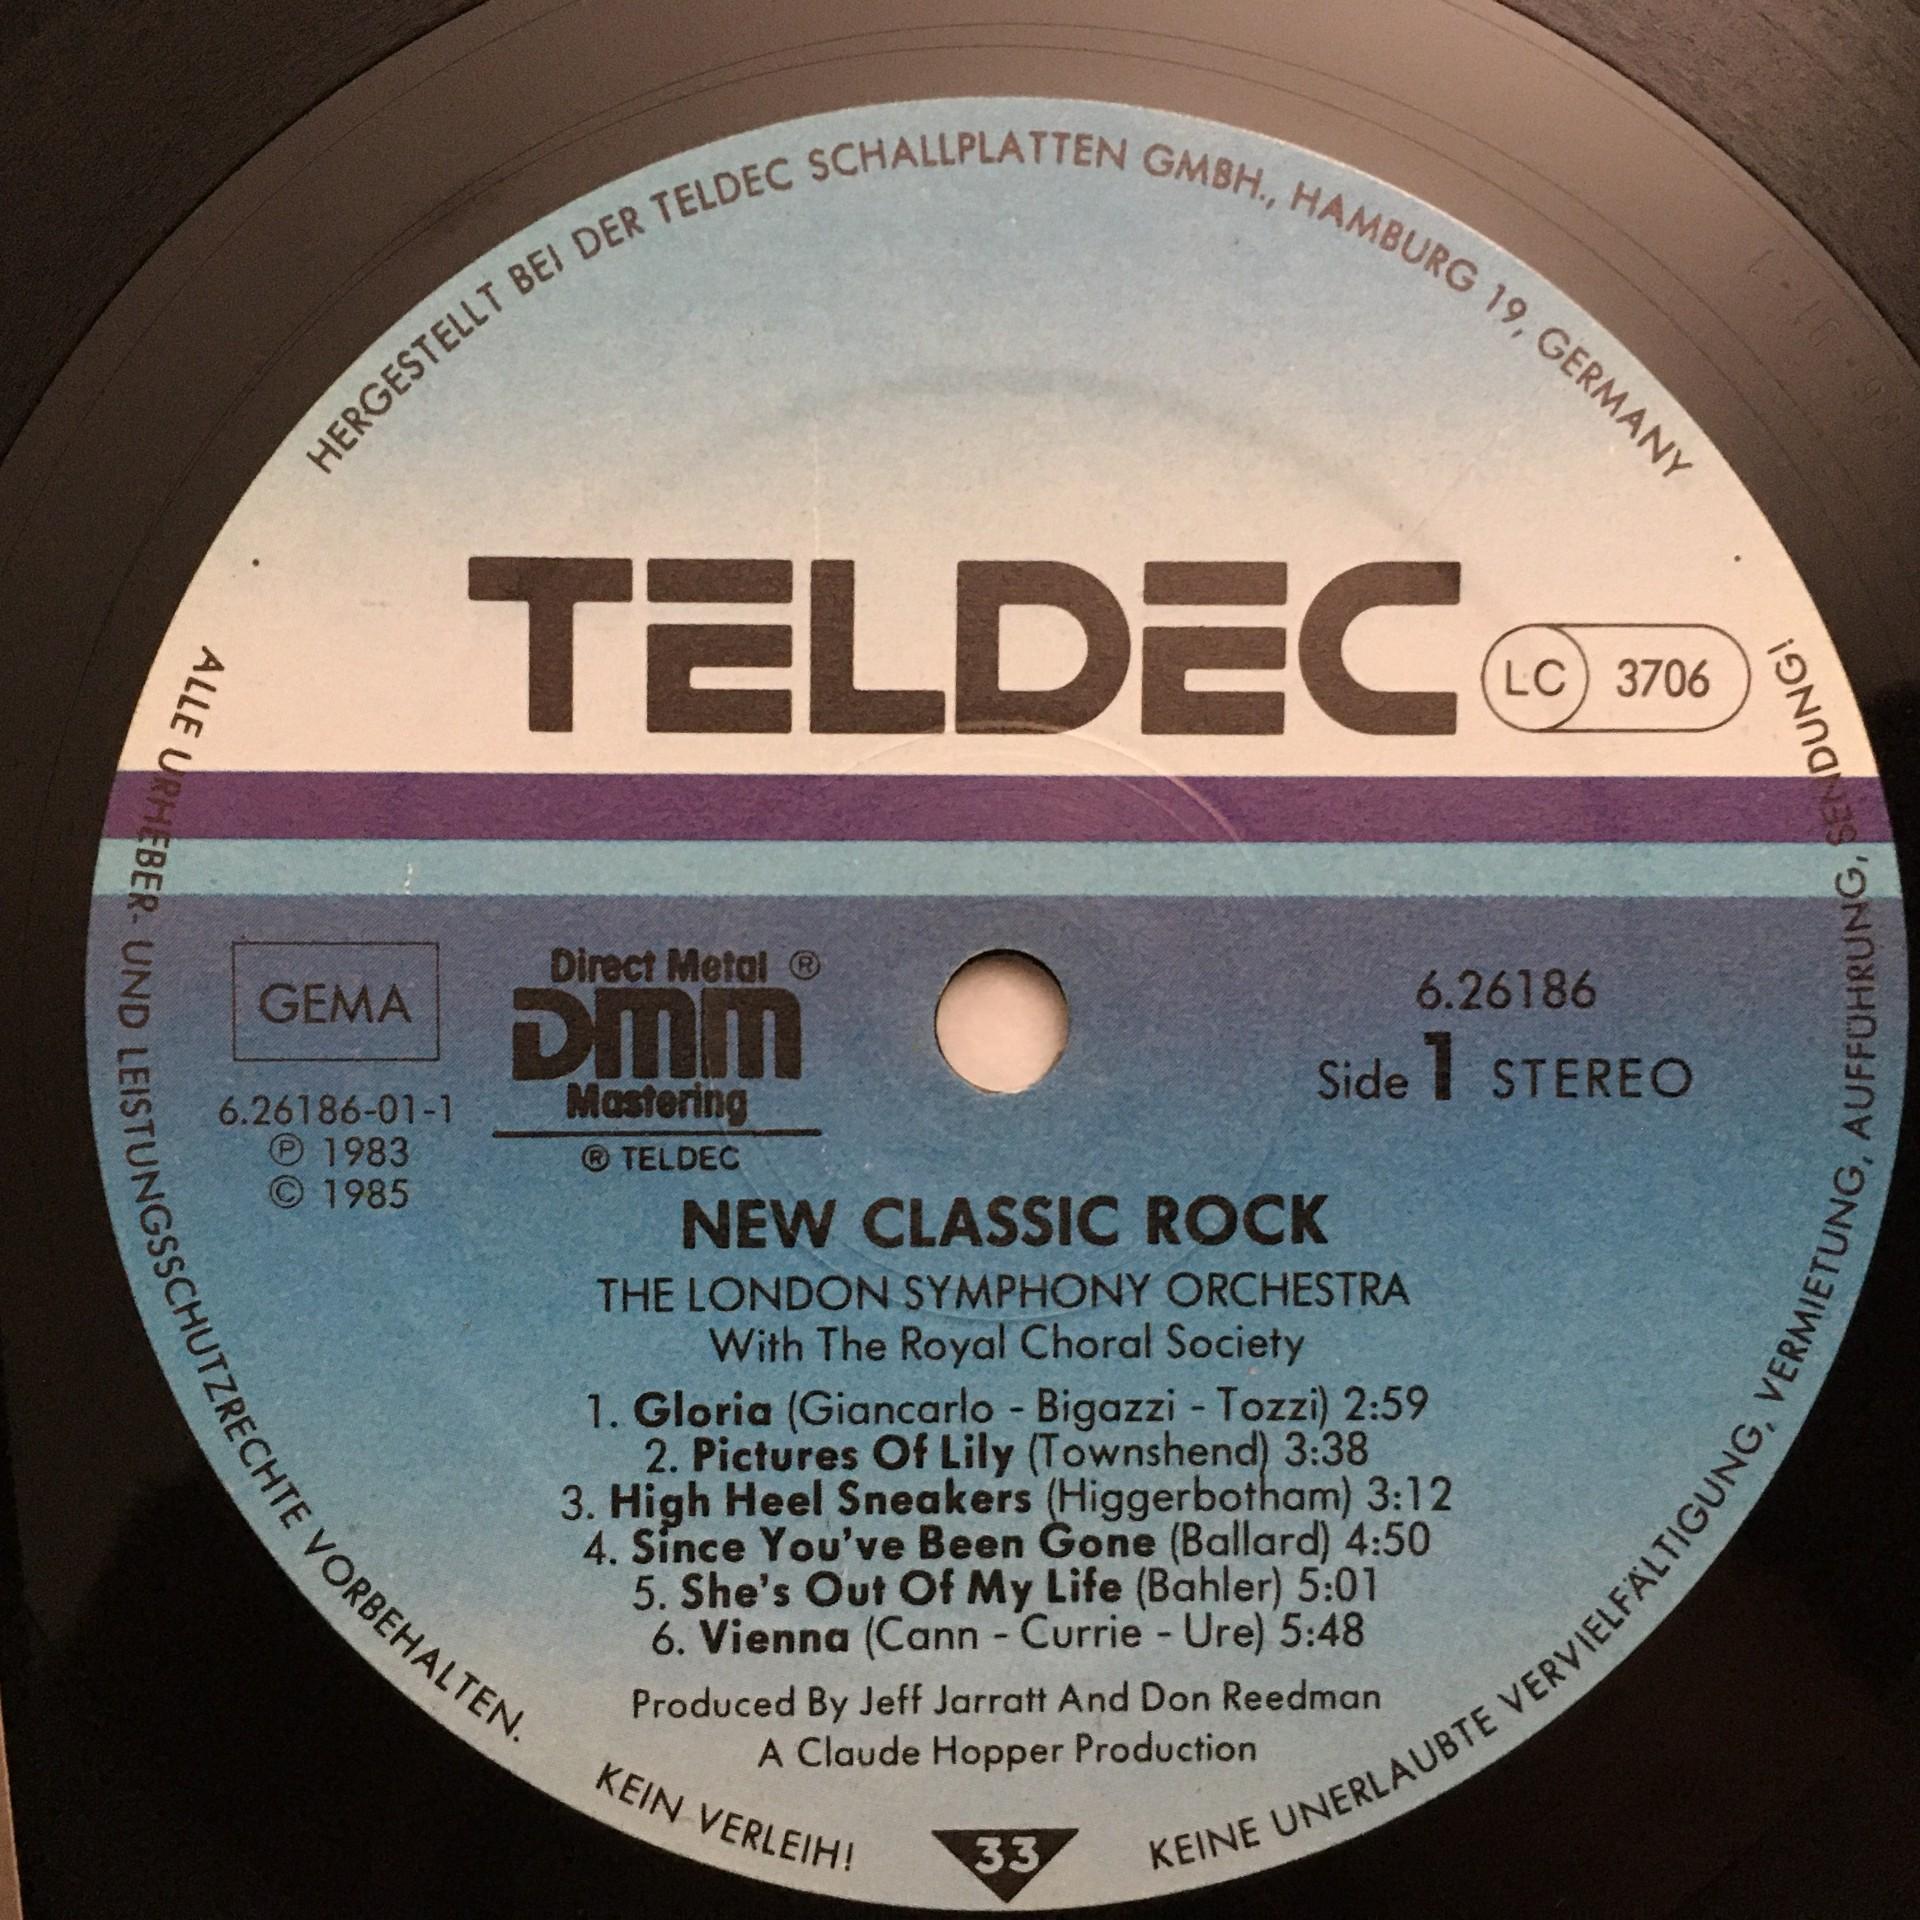 HERGESTELLT BEI DER TELDEC SCHALLPLATTEN GMBH., HAMBURG 19, GERMANY
TELDEC
LC 3706
GEMA
6.26186-01-1
Ⓟ 1983
© 1985
Direct Metal ®
DMM
Mastering
® TELDEC
6.26186
Side 1 STEREO
NEW CLASSIC ROCK
THE LONDON SYMPHONY ORCHESTRA
With The Royal Choral Society
1. Gloria (Giancarlo - Bigazzi - Tozzi) 2:59
2. Pictures Of Lily (Townshend) 3:38
3. High Heel Sneakers (Higgerbotham) 3:12
4. Since You've Been Gone (Ballard) 4:50
5. She's Out Of My Life (Bahler) 5:01
6. Vienna (Cann - Currie - Ure) 5:48
Produced By Jeff Jarratt And Don Reedman
A Claude Hopper Production
33
ALLE URHEBER- UND LEISTUNGSSCHUTZRECHTE VORBEHALTEN.
KEIN VERLEIH!
KEINE UNERLAUBTE VERVIELFÄLTIGUNG, VERMIETUNG, AUFFÜHRUNG, SENDUNG!